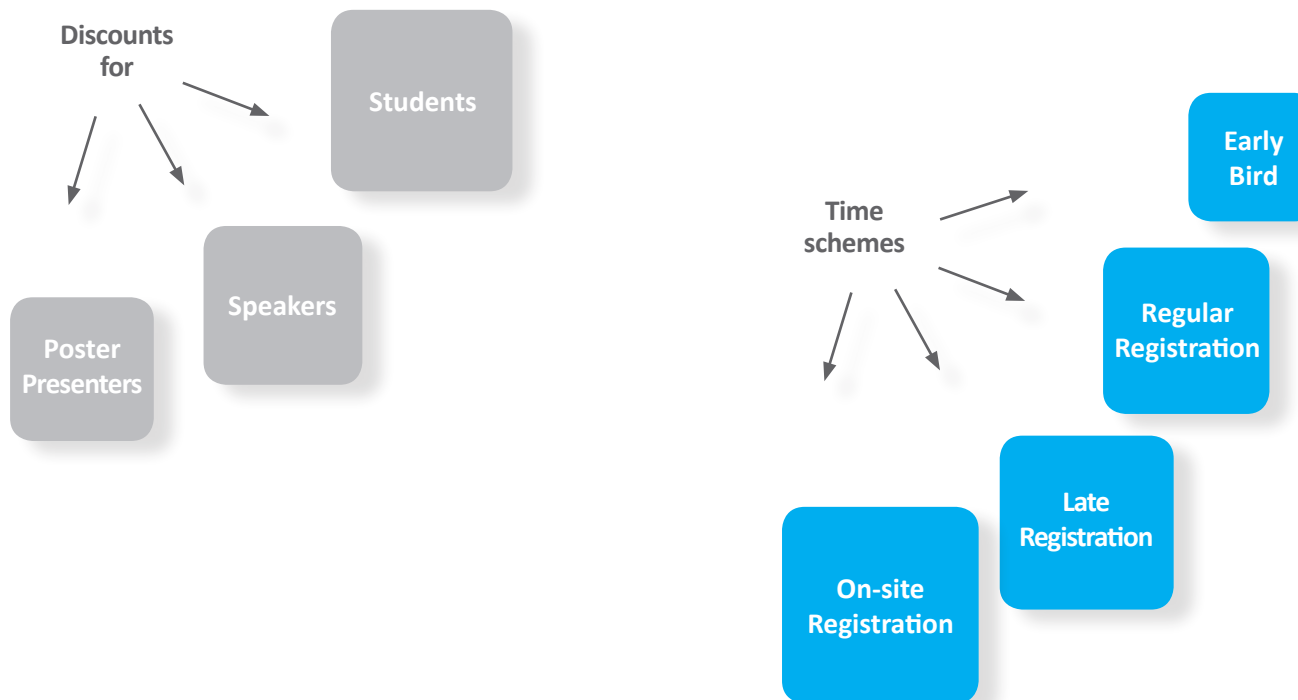 Discounts
for
Students
Speakers
Poster
Presenters
Time
schemes
Early
Bird
Regular
Registration
Late
Registration
On-site
Registration